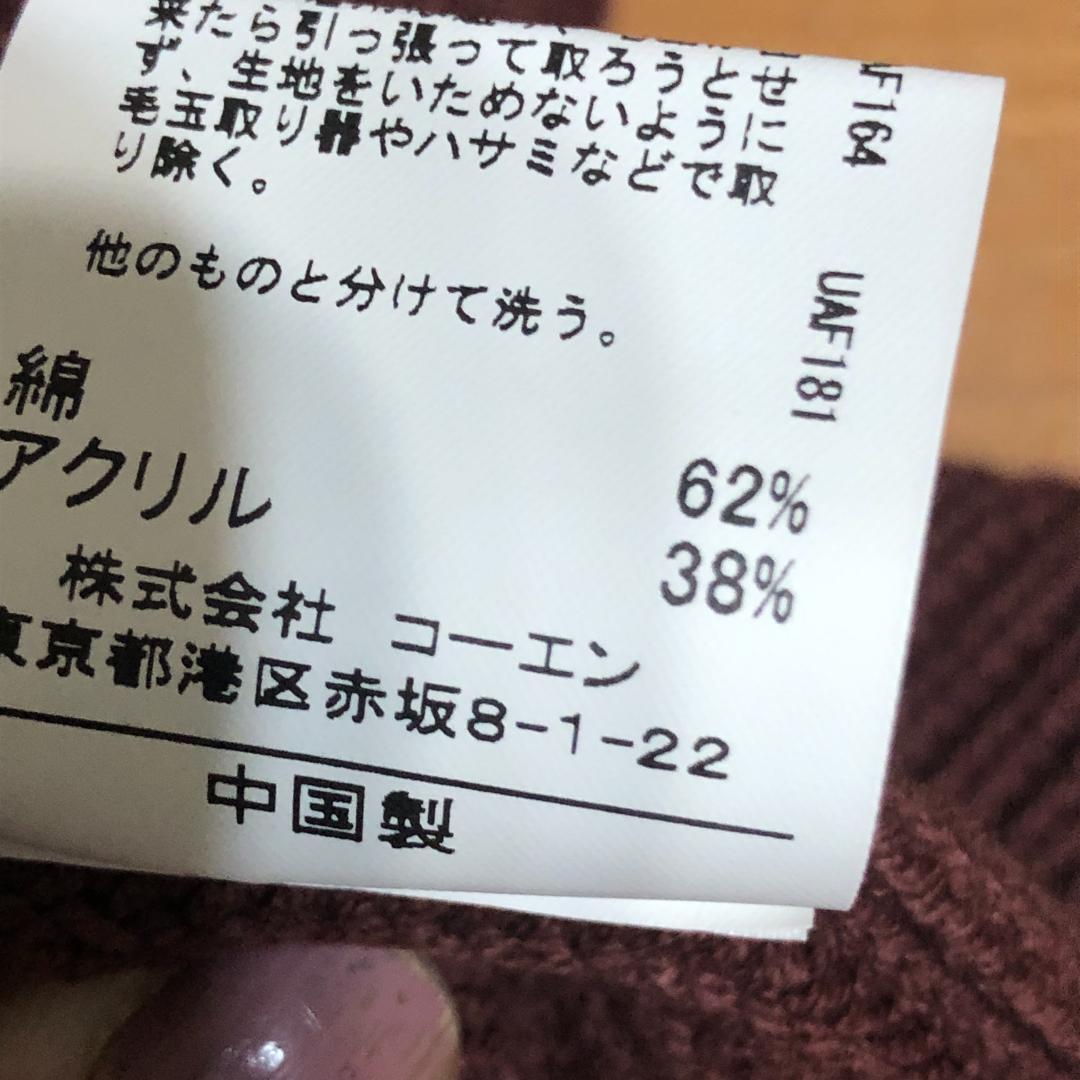 来たら引っ張って取ろうとせ
ず、生地をいためないように
毛玉取り器やハサミなどで取
り除く。
他のものと分けて洗う。
綿 62%
アクリル 38%
株式会社 コーエン
東京都港区赤坂8-1-22
中国製
AF164
UAF181